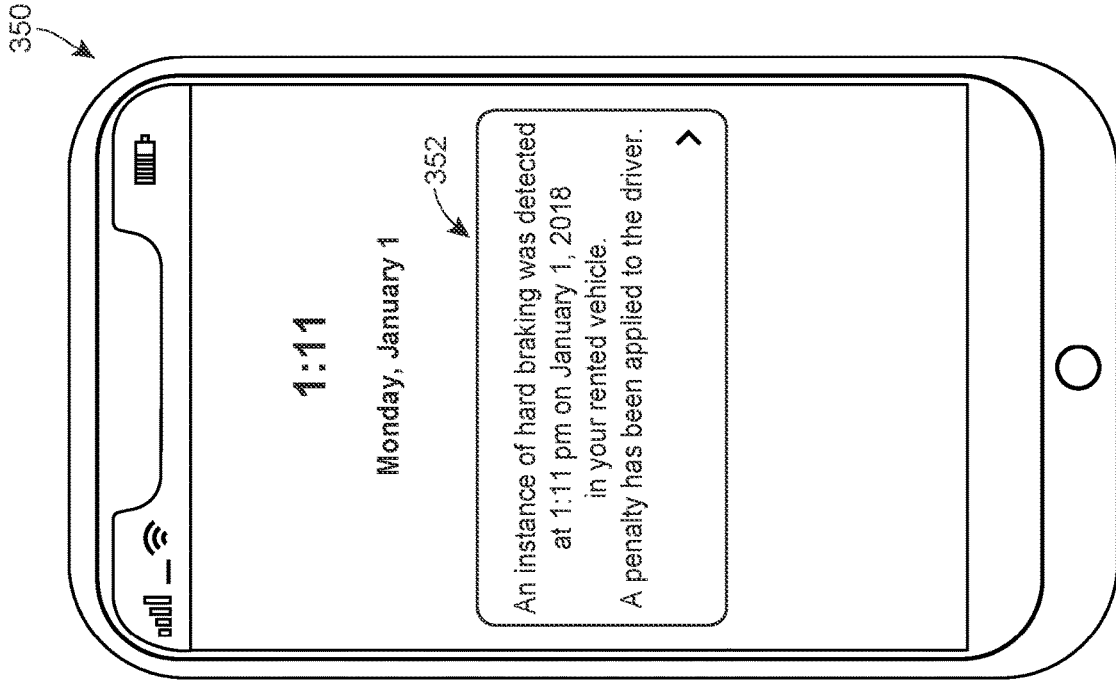 350
1:11
Monday, January 1
352
An instance of hard braking was detected
at 1:11 pm on January 1, 2018
in your rented vehicle.
A penalty has been applied to the driver.